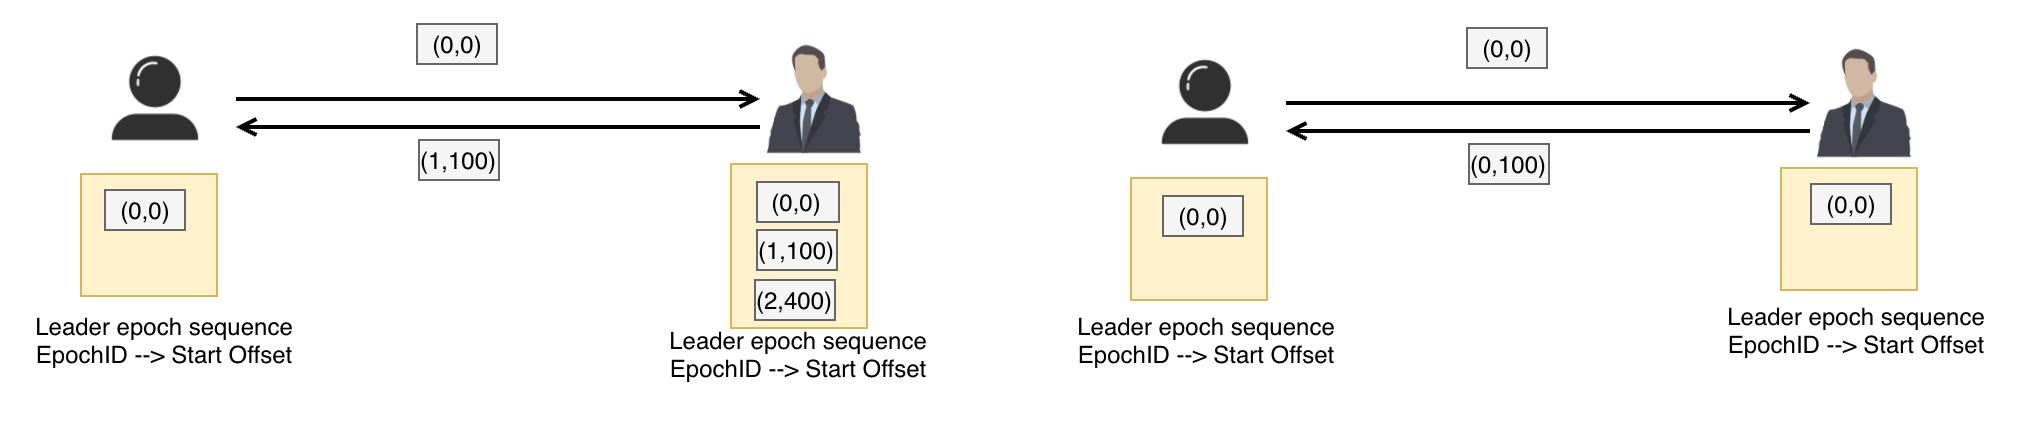 (0,0)
(1,100)
(0,0)
Leader epoch sequence
EpochID --> Start Offset
(0,0)
(1,100)
(2,400)
Leader epoch sequence
EpochID --> Start Offset
(0,0)
(0,100)
(0,0)
Leader epoch sequence
EpochID --> Start Offset
(0,0)
Leader epoch sequence
EpochID --> Start Offset